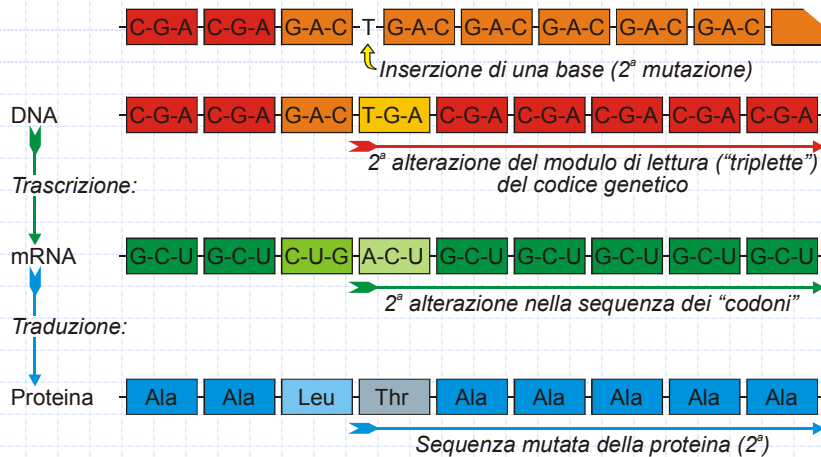 C-G-A C-G-A G-A-C T G-A-C G-A-C G-A-C G-A-C G-A-C
Inserzione di una base (2ª mutazione)
DNA C-G-A C-G-A G-A-C T-G-A C-G-A C-G-A C-G-A C-G-A C-G-A
2ª alterazione del modulo di lettura (“triplette”)
del codice genetico
Trascrizione:
mRNA G-C-U G-C-U C-U-G A-C-U G-C-U G-C-U G-C-U G-C-U G-C-U
2ª alterazione nella sequenza dei “codoni”
Traduzione:
Proteina Ala Ala Leu Thr Ala Ala Ala Ala Ala
Sequenza mutata della proteina (2ª)